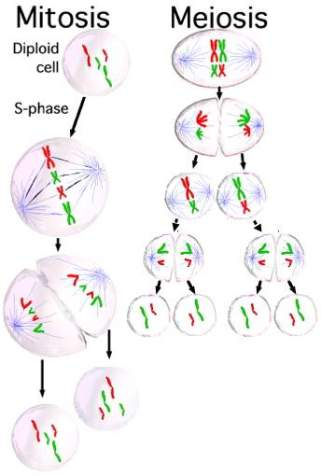 Mitosis
Meiosis
Diploid
cell
S-phase